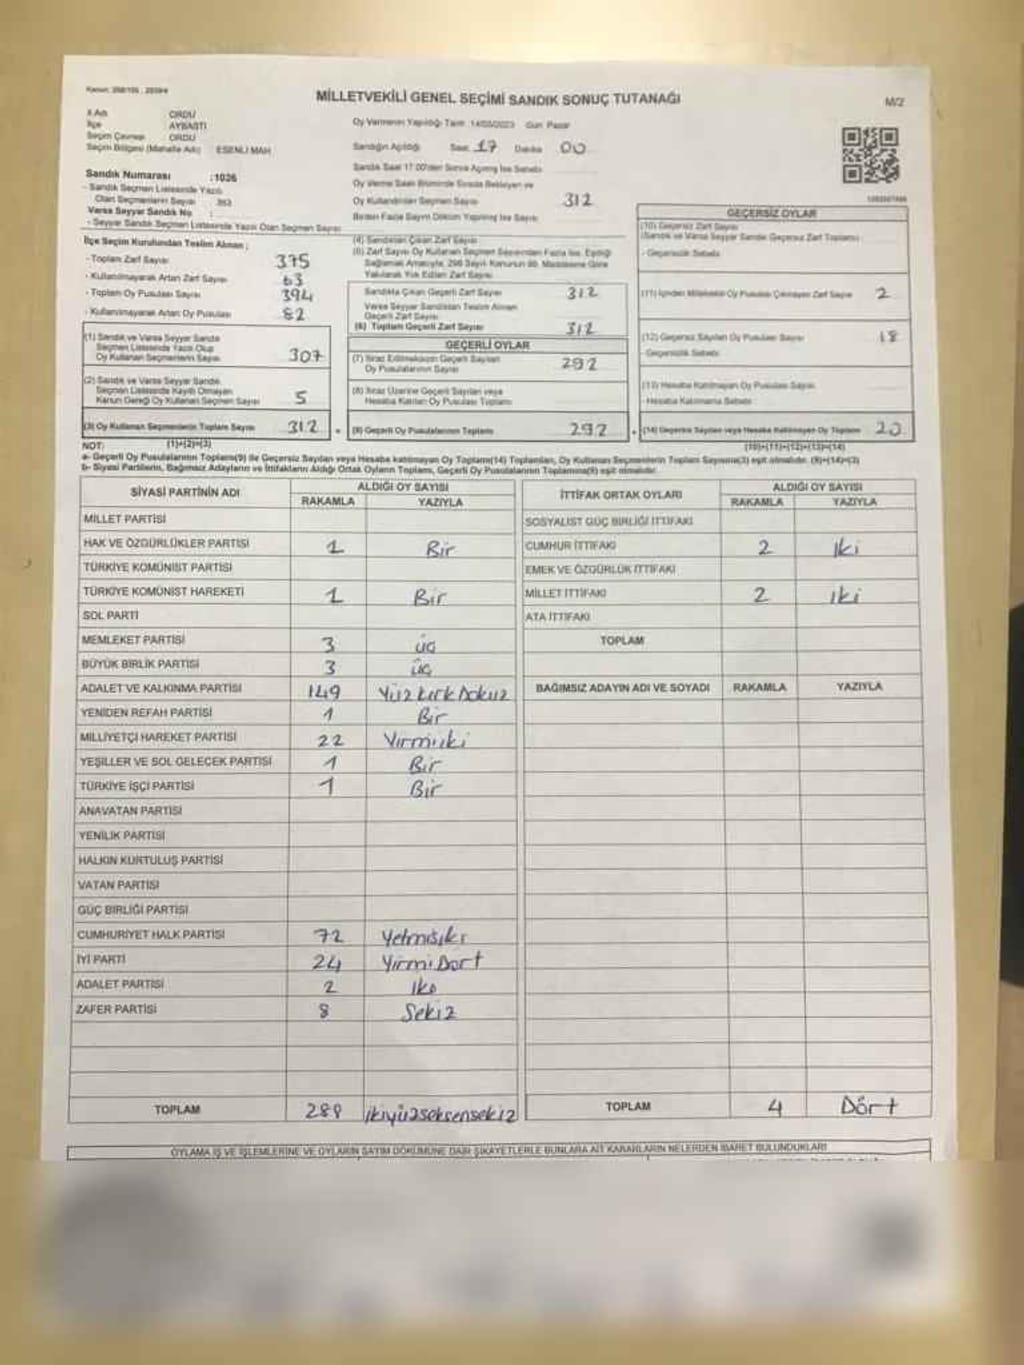 MİLLETVEKİLİ GENEL SEÇİMİ SANDIK SONUÇ TUTANAĞI
M/2
İl Adı ORDU
İlçe AYBASTI
Seçim Çevresi ORDU
Seçim Bölgesi (Mahalle Adı) ESENLİ MAH
Oy Vermenin Yapıldığı Tarih: 14/05/2023 Gün: Pazar
Sandığın Açıldığı Saat 17 Dakika 00
Sandık Numarası :1026
- Sandık Seçmen Listesinde Yazılı
Olan Seçmenlerin Sayısı 363
Varsa Seyyar Sandık No :
- Seyyar Sandık Seçmen Listesinde Yazılı Olan Seçmen Sayısı
Sandık Saat 17:00'den Sonra Açılmış İse Sebebi
Oy Verme Saati Bitiminde Sırada Bekleyen ve
Oy Kullandırılan Seçmen Sayısı 312
Birden Fazla Sayım Döküm Yapılmış İse Sayısı
İlçe Seçim Kurulundan Teslim Alınan ;
- Toplam Zarf Sayısı 375
- Kullanılmayarak Artan Zarf Sayısı 63
- Toplam Oy Pusulası Sayısı 394
- Kullanılmayarak Artan Oy Pusulası 82
(1) Sandık ve Varsa Seyyar Sandık
Seçmen Listesinde Yazılı Olup
Oy Kullanan Seçmenlerin Sayısı 307
(2) Sandık ve Varsa Seyyar Sandık
Seçmen Listesinde Kayıtlı Olmayan
Kanun Gereği Oy Kullanan Seçmen Sayısı 5
(3) Oy Kullanan Seçmenlerin Toplam Sayısı 312
(4) Sandıktan Çıkan Zarf Sayısı
(5) Zarf Sayısı Oy Kullanan Seçmen Sayısından Fazla İse, Eşitliği
Sağlamak Amacıyla, 298 Sayılı Kanunun 98. Maddesine Göre
Yakılarak Yok Edilen Zarf Sayısı
Sandıkta Çıkan Geçerli Zarf Sayısı 312
Varsa Seyyar Sandıktan Teslim Alınan
Geçerli Zarf Sayısı
(6) Toplam Geçerli Zarf Sayısı 312
GEÇERLİ OYLAR
(7) İtiraz Edilmeksizin Geçerli Sayılan
Oy Pusulalarının Sayısı 292
(8) İtiraz Üzerine Geçerli Sayılan veya
Hesaba Katılan Oy Pusulası Toplamı
(9) Geçerli Oy Pusulalarının Toplamı 292
GEÇERSİZ OYLAR
(10) Geçersiz Zarf Sayısı
(Sandık ve Varsa Seyyar Sandık Geçersiz Zarf Toplamı)
- Geçersizlik Sebebi
(11) İçinden Milletvekili Oy Pusulası Çıkmayan Zarf Sayısı 2
(12) Geçersiz Sayılan Oy Pusulası Sayısı 18
- Geçersizlik Sebebi
(13) Hesaba Katılmayan Oy Pusulası Sayısı
- Hesaba Katılmama Sebebi
(14) Geçersiz Sayılan veya Hesaba Katılmayan Oy Toplamı 20
NOT: (1)+(2)=(3) (10)+(11)+(12)+(13)=(14)
a- Geçerli Oy Pusulalarının Toplamı(9) ile Geçersiz Sayılan veya Hesaba katılmayan Oy Toplamı(14) Toplamları, Oy Kullanan Seçmenlerin Toplam Sayısına(3) eşit olmalıdır. (9)+(14)=(3)
b- Siyasi Partilerin, Bağımsız Adayların ve İttifakların Aldığı Ortak Oyların Toplamı, Geçerli Oy Pusulalarının Toplamına(9) eşit olmalıdır.
SİYASİ PARTİNİN ADI ALDIĞI OY SAYISI
RAKAMLA YAZIYLA
MİLLET PARTİSİ
HAK VE ÖZGÜRLÜKLER PARTİSİ 1 Bir
TÜRKİYE KOMÜNİST PARTİSİ
TÜRKİYE KOMÜNİST HAREKETİ 1 Bir
SOL PARTİ
MEMLEKET PARTİSİ 3 üç
BÜYÜK BİRLİK PARTİSİ 3 üç
ADALET VE KALKINMA PARTİSİ 149 Yüz kırk Dokuz
YENİDEN REFAH PARTİSİ 1 Bir
MİLLİYETÇİ HAREKET PARTİSİ 22 Yirmiiki
YEŞİLLER VE SOL GELECEK PARTİSİ 1 Bir
TÜRKİYE İŞÇİ PARTİSİ 1 Bir
ANAVATAN PARTİSİ
YENİLİK PARTİSİ
HALKIN KURTULUŞ PARTİSİ
VATAN PARTİSİ
GÜÇ BİRLİĞİ PARTİSİ
CUMHURİYET HALK PARTİSİ 72 Yetmişiki
İYİ PARTİ 24 Yirmi Dört
ADALET PARTİSİ 2 iki
ZAFER PARTİSİ 8 Sekiz
TOPLAM 288 ikiyüzseksensekiz
İTTİFAK ORTAK OYLARI ALDIĞI OY SAYISI
RAKAMLA YAZIYLA
SOSYALİST GÜÇ BİRLİĞİ İTTİFAKI
CUMHUR İTTİFAKI 2 iki
EMEK VE ÖZGÜRLÜK İTTİFAKI
MİLLET İTTİFAKI 2 iki
ATA İTTİFAKI
TOPLAM
BAĞIMSIZ ADAYIN ADI VE SOYADI RAKAMLA YAZIYLA
TOPLAM 4 Dört
OYLAMA İŞ VE İŞLEMLERİNE VE OYLARIN SAYIM DÖKÜMÜNE DAİR ŞİKAYETLERLE BUNLARA AİT KARARLARIN NELERDEN İBARET BULUNDUKLARI